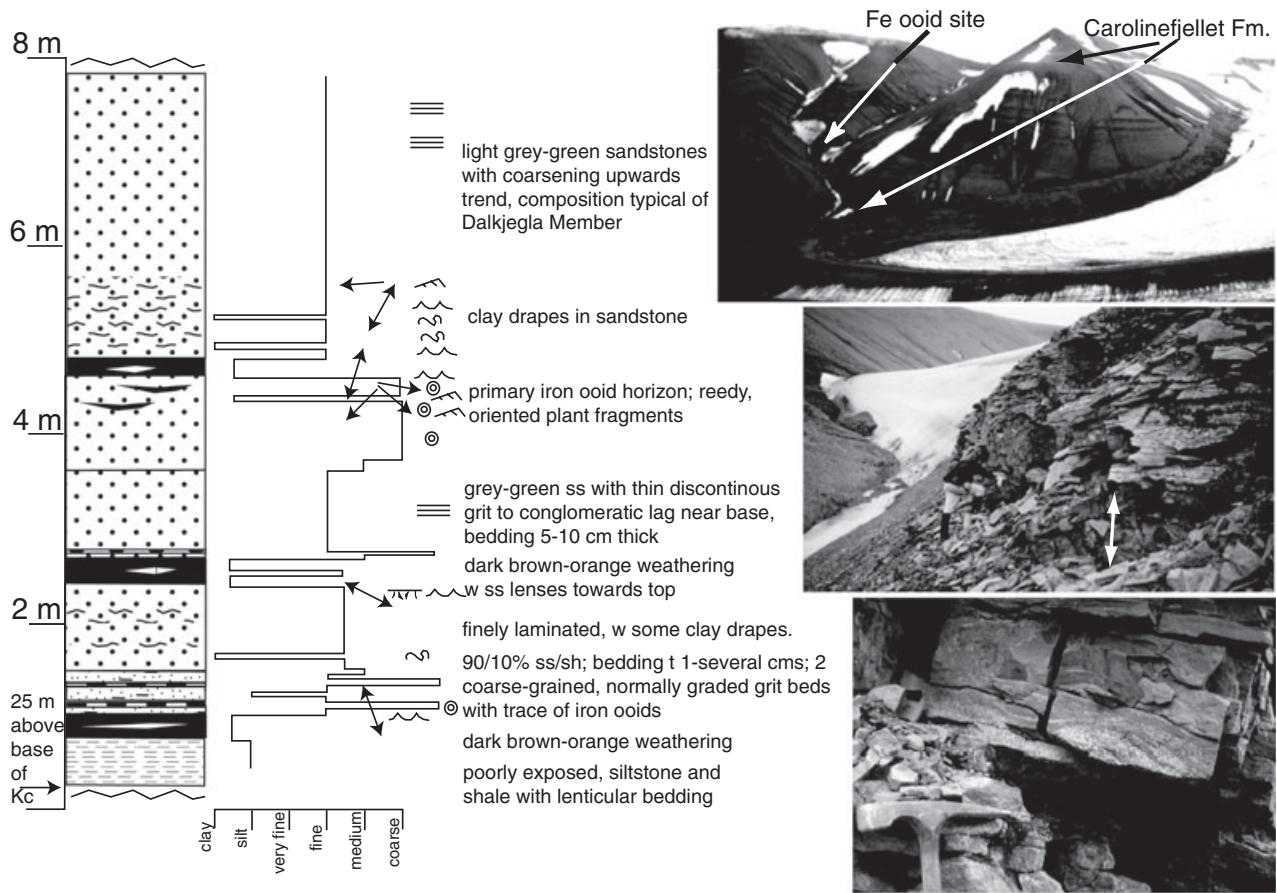 8 m
6 m
4 m
2 m
25 m
above
base
of
Kc
light grey-green sandstones
with coarsening upwards
trend, composition typical of
Dalkjegla Member
clay drapes in sandstone
primary iron ooid horizon; reedy,
oriented plant fragments
grey-green ss with thin discontinous
grit to conglomeratic lag near base,
bedding 5-10 cm thick
dark brown-orange weathering
w ss lenses towards top
finely laminated, w some clay drapes.
90/10% ss/sh; bedding t 1-several cms; 2
coarse-grained, normally graded grit beds
with trace of iron ooids
dark brown-orange weathering
poorly exposed, siltstone and
shale with lenticular bedding
clay
silt
very fine
fine
medium
coarse
Fe ooid site
Carolinefjellet Fm.